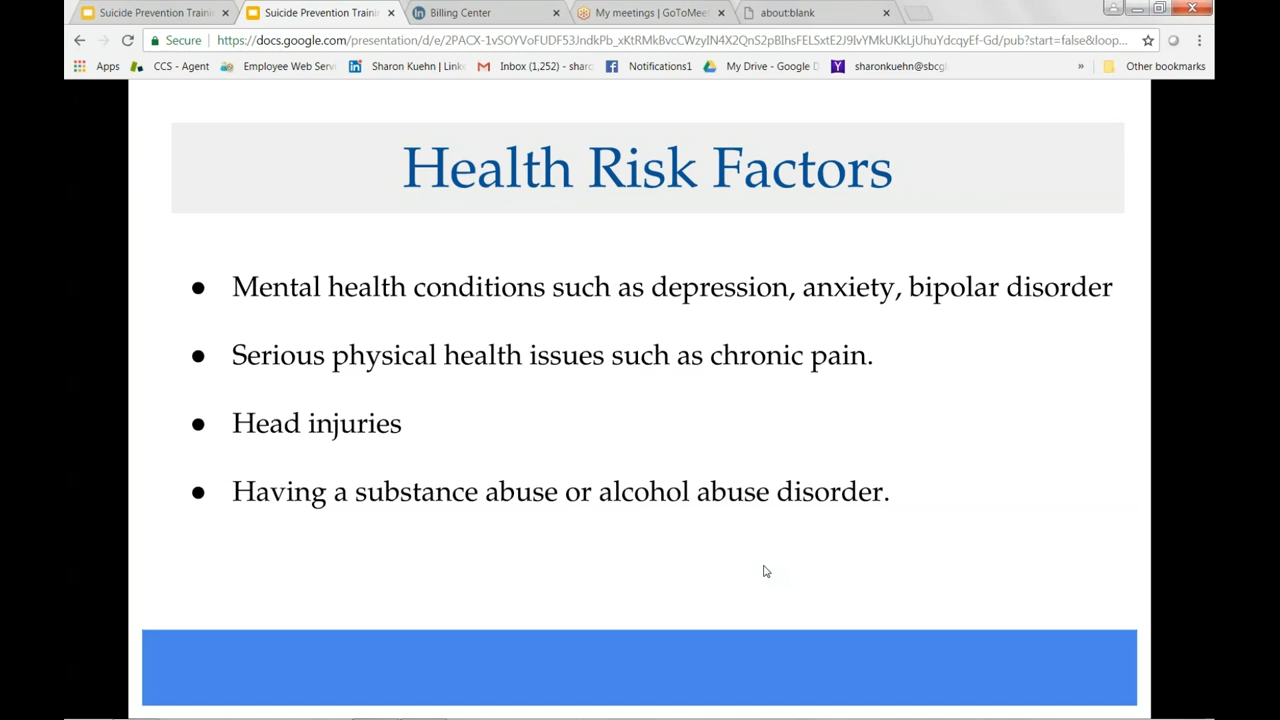 Suicide Prevention Traini
Suicide Prevention Traini
Billing Center
My meetings | GoToMee
about:blank
Secure
https://docs.google.com/presentation/d/e/2PACX-1vSOYVoFUDF53JndkPb_xKtRMkBvcCWzyIN4X2QnS2pBlhsFELSxtE2J9lvYMkUKkLjUhuYdcqyEf-Gd/pub?start=false&loop...
Apps
CCS - Agent
Employee Web Servi
Sharon Kuehn | Linke
Inbox (1,252) - sharo
Notifications1
My Drive - Google D
sharonkuehn@sbcgl
»
Other bookmarks
Health Risk Factors
● Mental health conditions such as depression, anxiety, bipolar disorder
● Serious physical health issues such as chronic pain.
● Head injuries
● Having a substance abuse or alcohol abuse disorder.